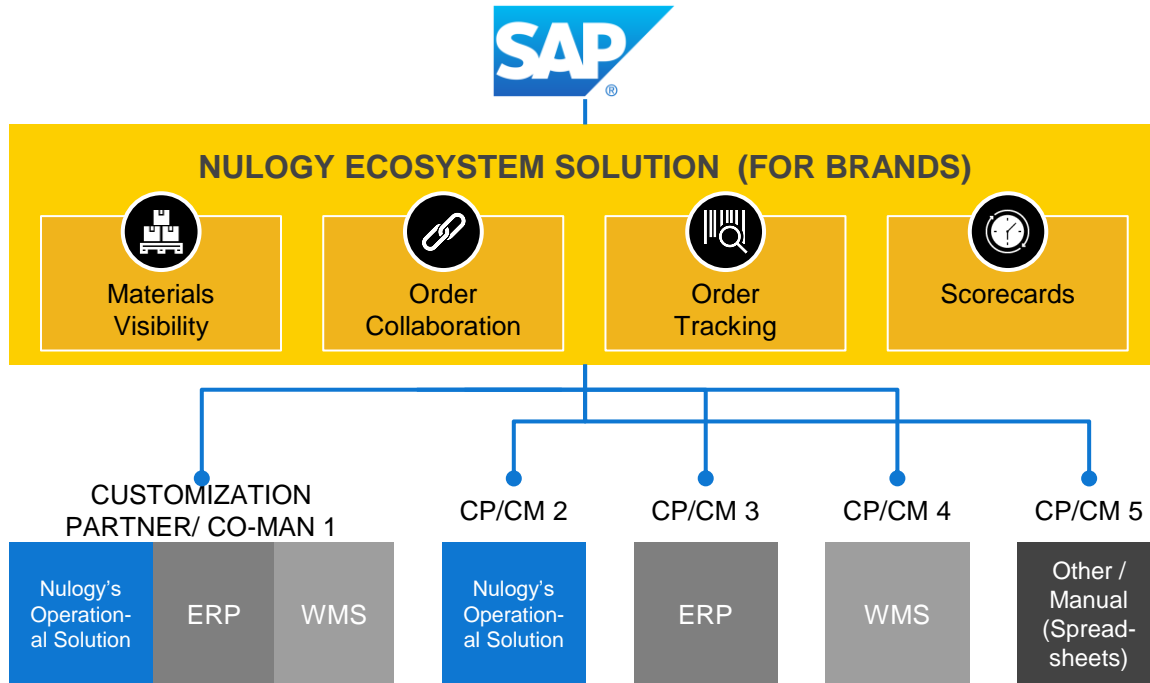 SAP
®
NULOGY ECOSYSTEM SOLUTION (FOR BRANDS)
Materials
Visibility
Order
Collaboration
Order
Tracking
Scorecards
CUSTOMIZATION
PARTNER/ CO-MAN 1
CP/CM 2
CP/CM 3
CP/CM 4
CP/CM 5
Nulogy’s
Operation-
al Solution
ERP
WMS
Nulogy’s
Operation-
al Solution
ERP
WMS
Other /
Manual
(Spread-
sheets)